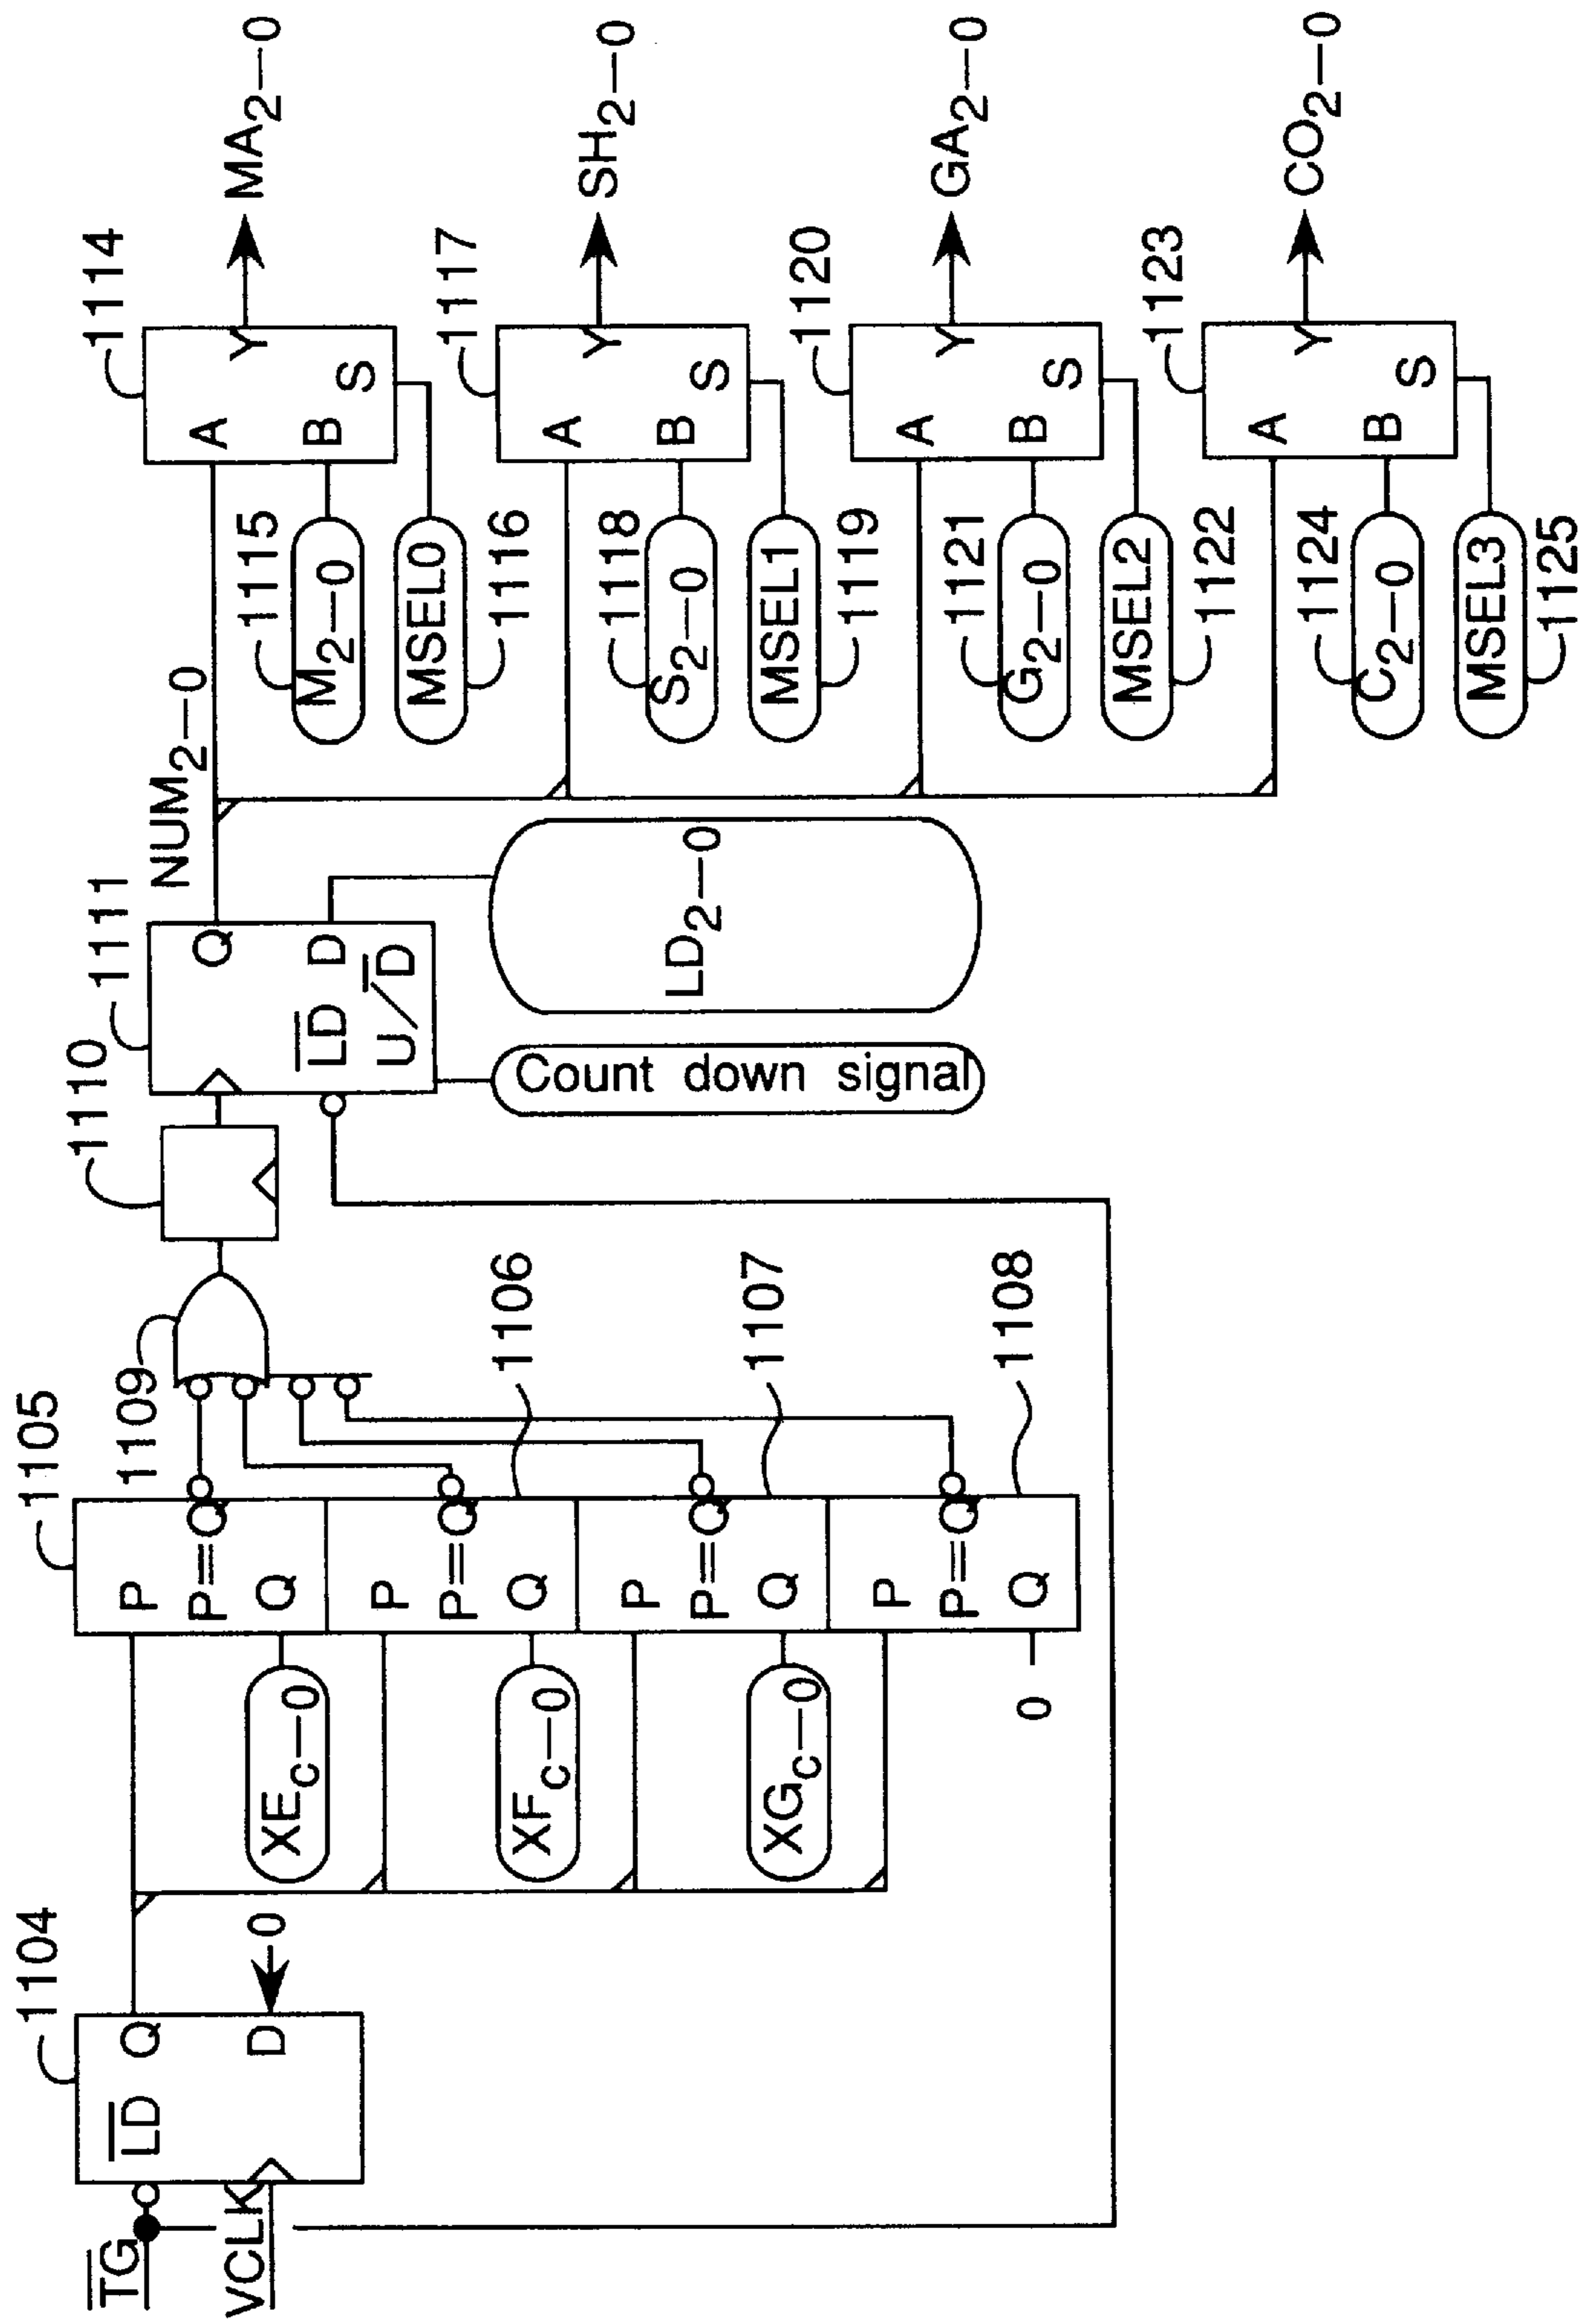 1104
TG
VCLK
LD
Q
D
0
1105
P
P=Q
Q
XEc–0
1106
P
P=Q
Q
XFc–0
1107
P
P=Q
Q
XGc–0
1108
P
P=Q
Q
0
1109
1110
1111
Q
D
LD
U/D
Count down signal
LD2–0
NUM2–0
1114
A
B
Y
S
MA2–0
1115
M2–0
MSEL0
1116
1117
A
B
Y
S
SH2–0
1118
S2–0
MSEL1
1119
1120
A
B
Y
S
GA2–0
1121
G2–0
MSEL2
1122
1123
A
B
Y
S
CO2–0
1124
C2–0
MSEL3
1125